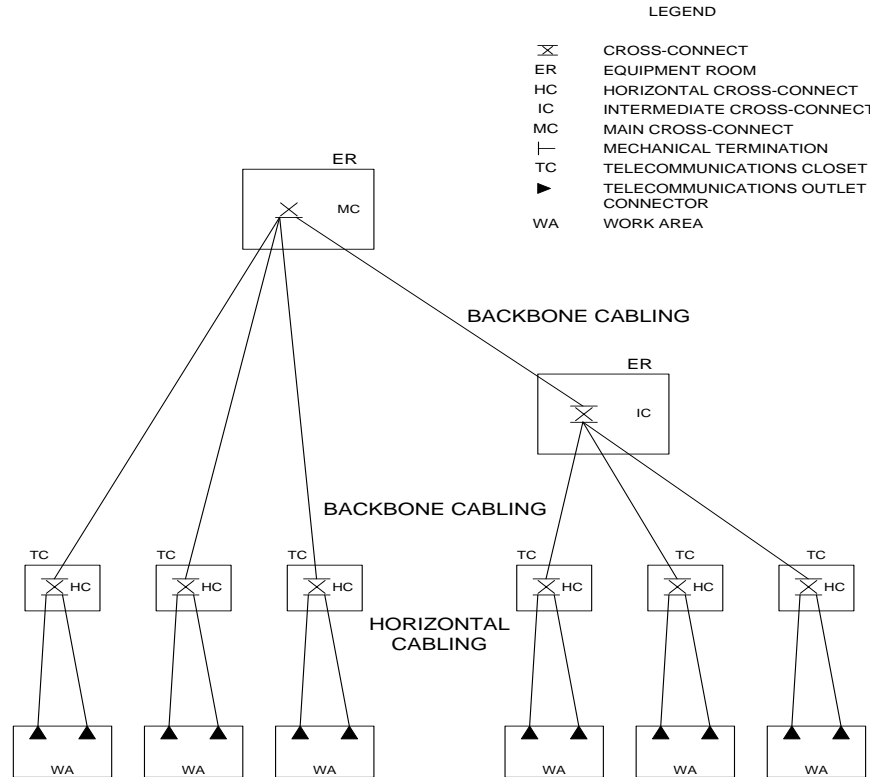 LEGEND
CROSS-CONNECT
ER EQUIPMENT ROOM
HC HORIZONTAL CROSS-CONNECT
IC INTERMEDIATE CROSS-CONNECT
MC MAIN CROSS-CONNECT
MECHANICAL TERMINATION
TC TELECOMMUNICATIONS CLOSET
TELECOMMUNICATIONS OUTLET
CONNECTOR
WA WORK AREA
ER
MC
BACKBONE CABLING
ER
IC
BACKBONE CABLING
TC TC TC TC TC TC
HC HC HC HC HC HC
HORIZONTAL
CABLING
WA WA WA WA WA WA